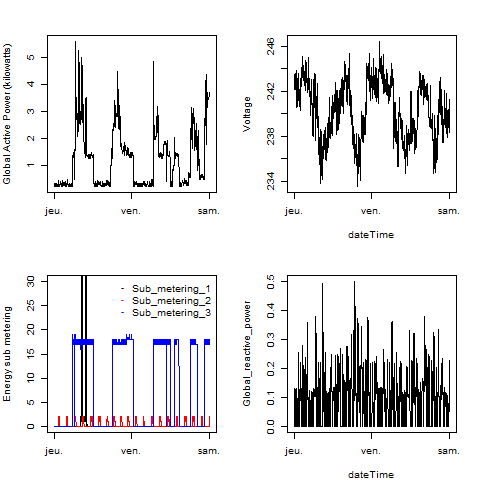 Global Active Power (kilowatts)
5
4
3
2
1
jeu.
ven.
sam.
Voltage
246
242
238
234
jeu.
ven.
sam.
dateTime
Energy sub metering
30
25
20
15
10
5
0
Sub_metering_1
Sub_metering_2
Sub_metering_3
jeu.
ven.
sam.
Global_reactive_power
0.5
0.4
0.3
0.2
0.1
0.0
jeu.
ven.
sam.
dateTime